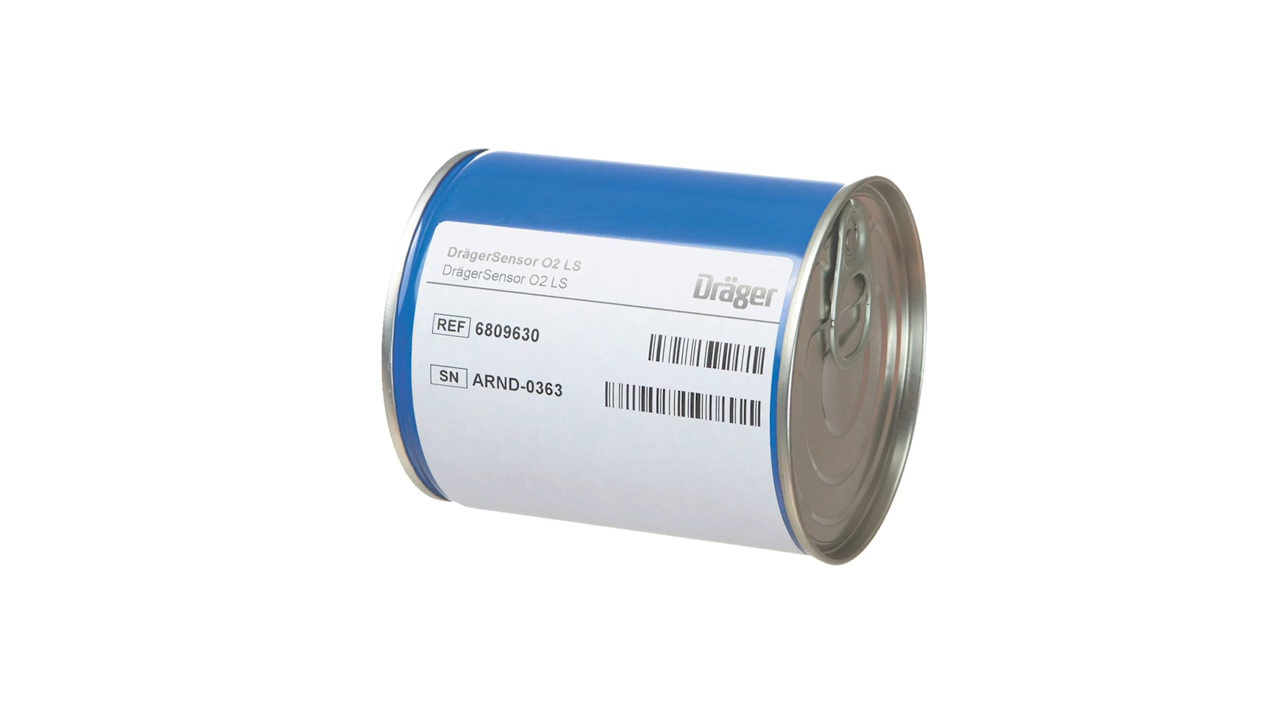 DrägerSensor O2 LS
DrägerSensor O2 LS
Dräger
REF 6809630
SN ARND-0363